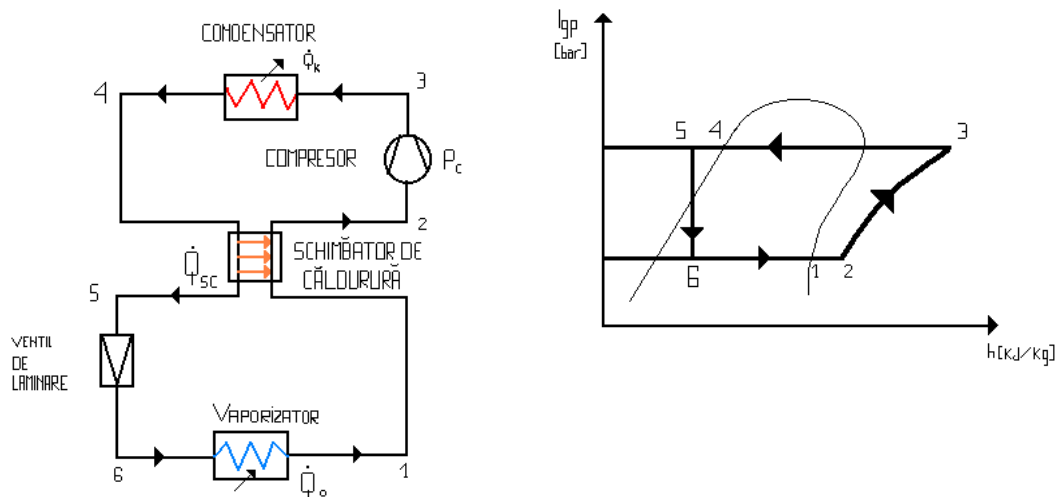 CONDENSATOR
Q̇k
4
3
COMPRESOR
Pc
2
Q̇sc
SCHIMBĂTOR DE
CĂLDURURĂ
5
VENTIL
DE
LAMINARE
VAPORIZATOR
6
Q̇o
1
lgp
[bar]
5 4
3
6
1 2
h[KJ/Kg]